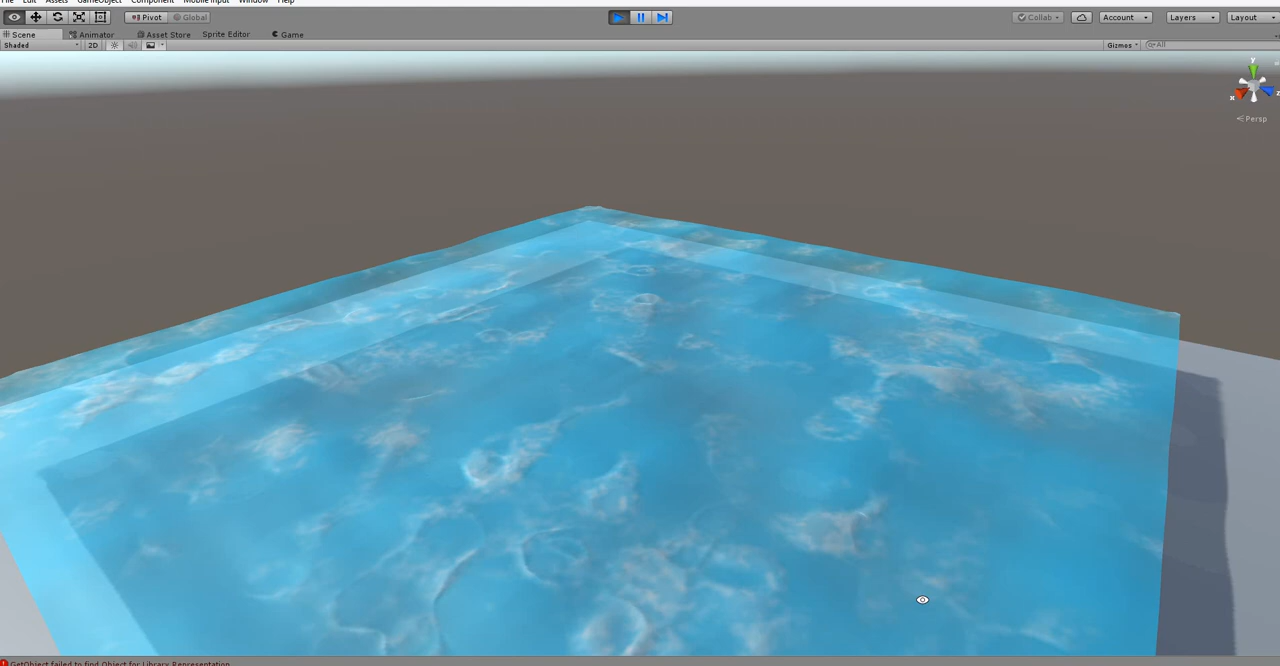 File Edit Assets GameObject Component Mobile Input Window Help
Pivot Global Collab Account Layers Layout
Scene Animator Asset Store Sprite Editor Game
Shaded 2D Gizmos All
y
x z
Persp
GetObject failed to find Object for Library Representation